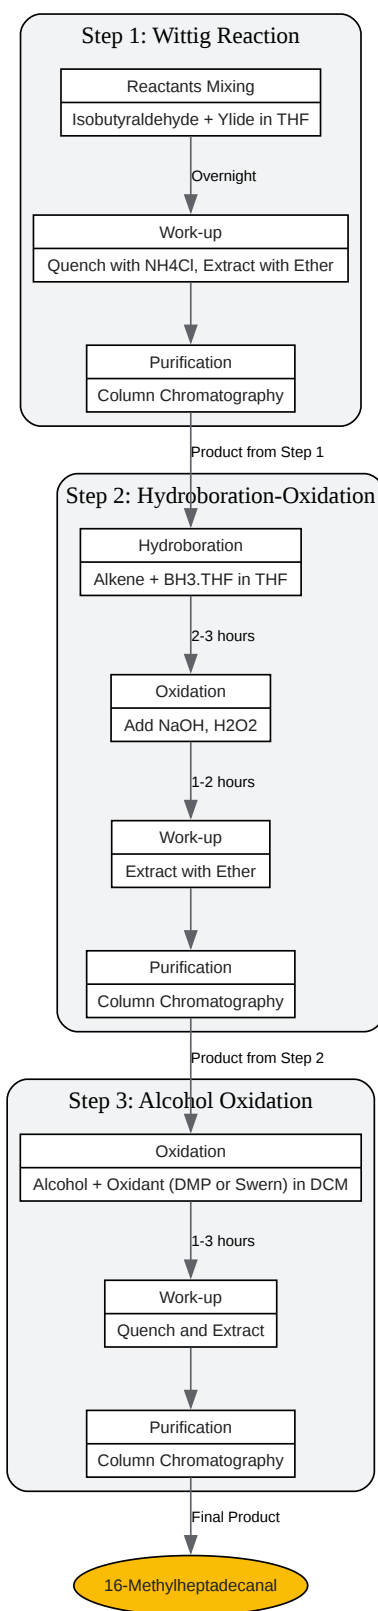 Step 1: Wittig Reaction
Reactants Mixing
Isobutyraldehyde + Ylide in THF
Overnight
Work-up
Quench with NH4Cl, Extract with Ether
Purification
Column Chromatography
Product from Step 1
Step 2: Hydroboration-Oxidation
Hydroboration
Alkene + BH3.THF in THF
2-3 hours
Oxidation
Add NaOH, H2O2
1-2 hours
Work-up
Extract with Ether
Purification
Column Chromatography
Product from Step 2
Step 3: Alcohol Oxidation
Oxidation
Alcohol + Oxidant (DMP or Swern) in DCM
1-3 hours
Work-up
Quench and Extract
Purification
Column Chromatography
Final Product
16-Methylheptadecanal